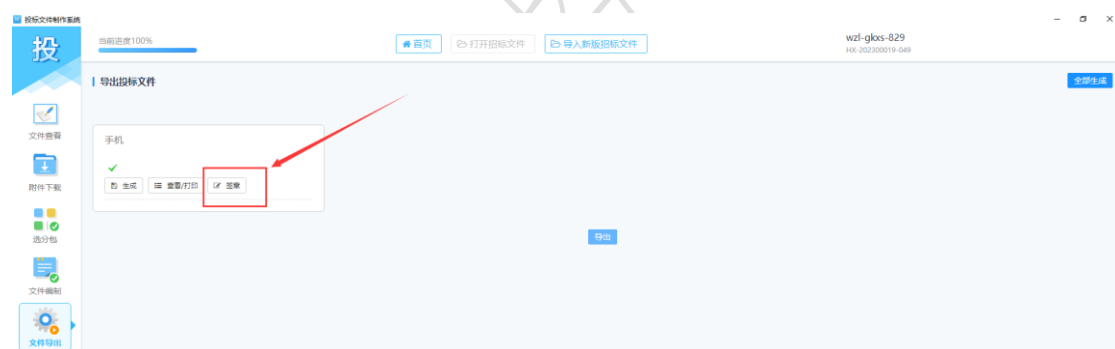 投标文件制作系统
投
当前进度100%
首页
打开招标文件
导入新版招标文件
wzl-gkxs-829
HX-202300019-049
导出投标文件
全部生成
文件查看
附件下载
选分包
文件编制
文件导出
手机
生成
查看/打印
签章
导出